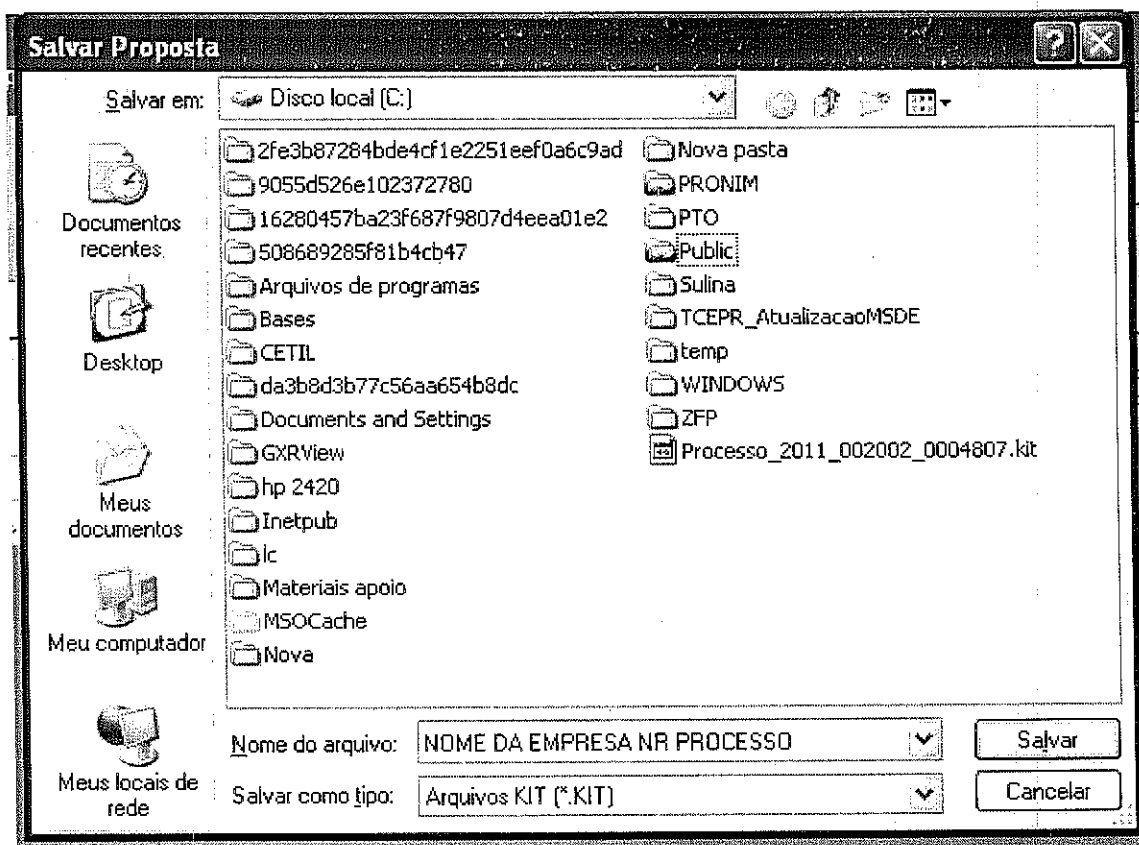 Salvar Proposta
Salvar em:
Disco local (C:)
Documentos
recentes
Desktop
Meus
documentos
Meu computador
Meus locais de
rede
2fe3b87284bde4cf1e2251eef0a6c9ad
9055d526e102372780
16280457ba23f687f9807d4eea01e2
508689285f81b4cb47
Arquivos de programas
Bases
CETIL
da3b8d3b77c56aa654b8dc
Documents and Settings
GXRView
hp 2420
Inetpub
lc
Materiais apoio
MSOCache
Nova
Nova pasta
PRONIM
PTO
Public
Sulina
TCEPR_AtualizacaoMSDE
temp
WINDOWS
ZFP
Processo_2011_002002_0004807.kit
Nome do arquivo:
NOME DA EMPRESA NR PROCESSO
Salvar
Salvar como tipo:
Arquivos KIT (*.KIT)
Cancelar